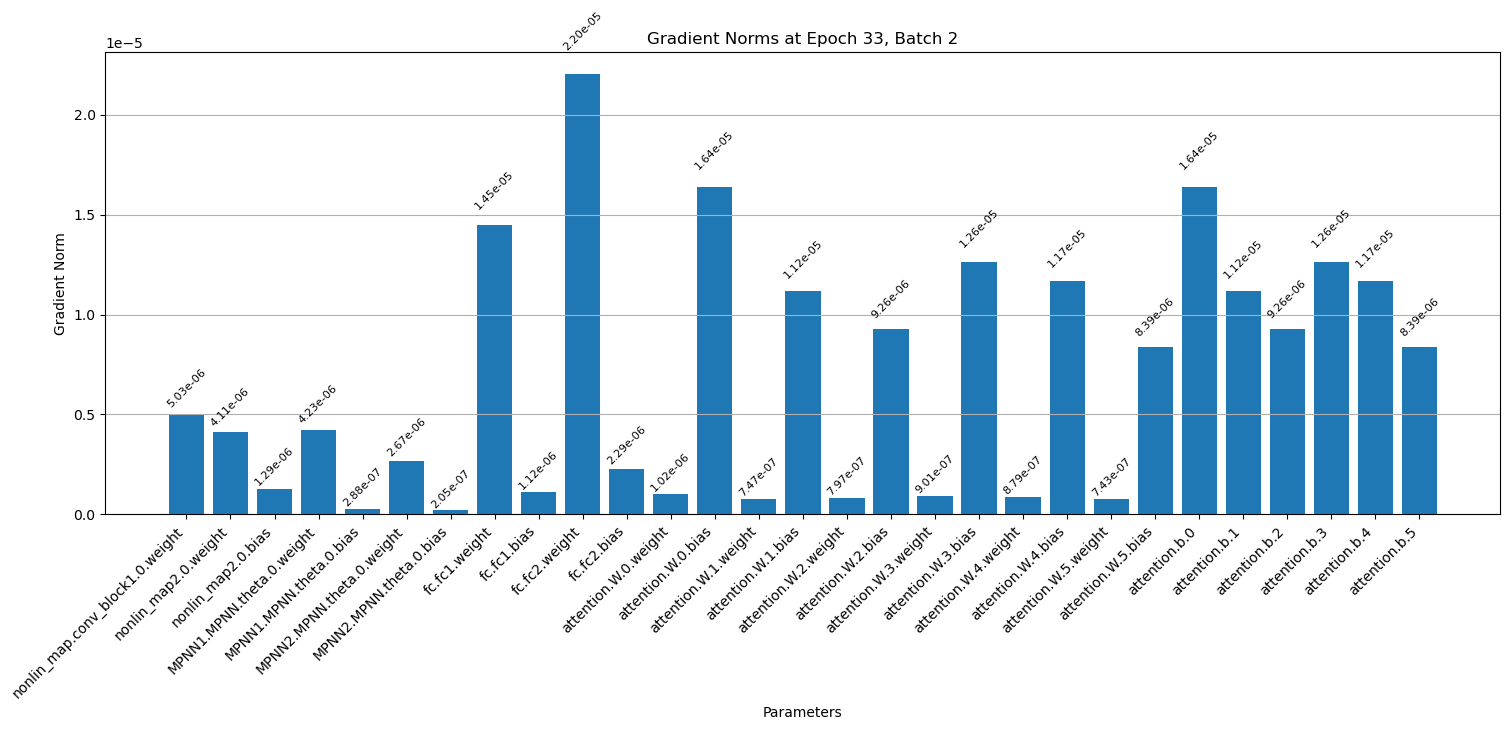 Gradient Norms at Epoch 33, Batch 2
1e−5
2.0
1.5
1.0
0.5
0.0
Gradient Norm
5.03e-06
4.11e-06
1.29e-06
4.23e-06
2.88e-07
2.67e-06
2.05e-07
1.45e-05
1.12e-06
2.20e-05
2.29e-06
1.02e-06
1.64e-05
7.47e-07
1.12e-05
7.97e-07
9.26e-06
9.01e-07
1.26e-05
8.79e-07
1.17e-05
7.43e-07
8.39e-06
1.64e-05
1.12e-05
9.26e-06
1.26e-05
1.17e-05
8.39e-06
nonlin_map.conv_block1.0.weight
nonlin_map2.0.weight
nonlin_map2.0.bias
MPNN1.MPNN.theta.0.weight
MPNN1.MPNN.theta.0.bias
MPNN2.MPNN.theta.0.weight
MPNN2.MPNN.theta.0.bias
fc.fc1.weight
fc.fc1.bias
fc.fc2.weight
fc.fc2.bias
attention.W.0.weight
attention.W.0.bias
attention.W.1.weight
attention.W.1.bias
attention.W.2.weight
attention.W.2.bias
attention.W.3.weight
attention.W.3.bias
attention.W.4.weight
attention.W.4.bias
attention.W.5.weight
attention.W.5.bias
attention.b.0
attention.b.1
attention.b.2
attention.b.3
attention.b.4
attention.b.5
Parameters